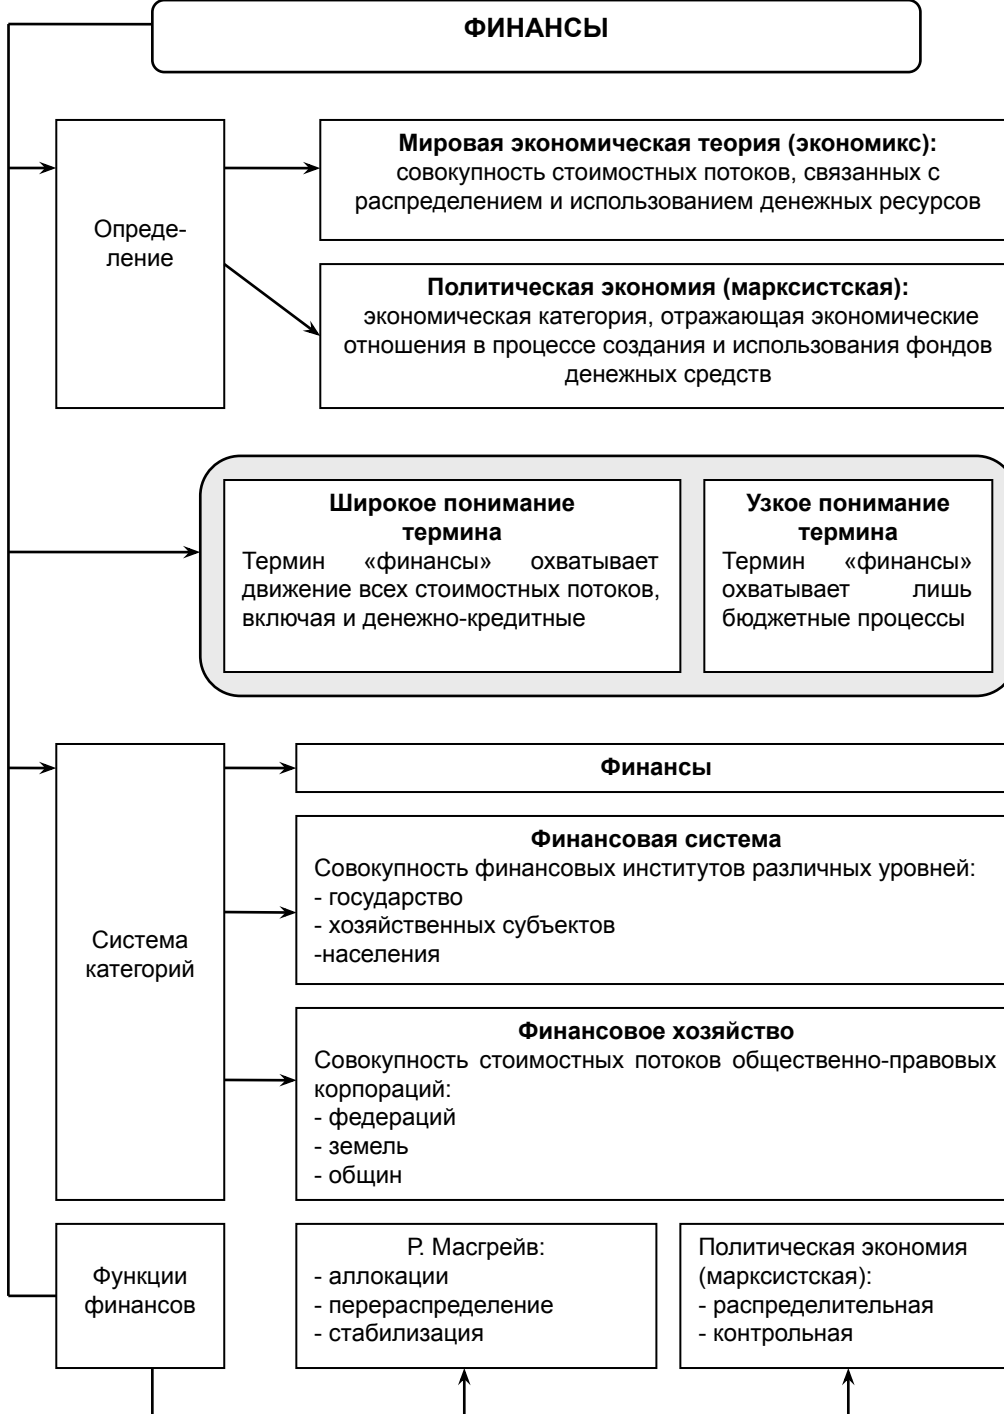 ФИНАНСЫ
Опреде-
ление
Мировая экономическая теория (экономикс):
совокупность стоимостных потоков, связанных с
распределением и использованием денежных ресурсов
Политическая экономия (марксистская):
экономическая категория, отражающая экономические
отношения в процессе создания и использования фондов
денежных средств
Широкое понимание
термина
Термин «финансы» охватывает
движение всех стоимостных потоков,
включая и денежно-кредитные
Узкое понимание
термина
Термин «финансы»
охватывает лишь
бюджетные процессы
Система
категорий
Финансы
Финансовая система
Совокупность финансовых институтов различных уровней:
- государство
- хозяйственных субъектов
-населения
Финансовое хозяйство
Совокупность стоимостных потоков общественно-правовых
корпораций:
- федераций
- земель
- общин
Функции
финансов
Р. Масгрейв:
- аллокации
- перераспределение
- стабилизация
Политическая экономия
(марксистская):
- распределительная
- контрольная